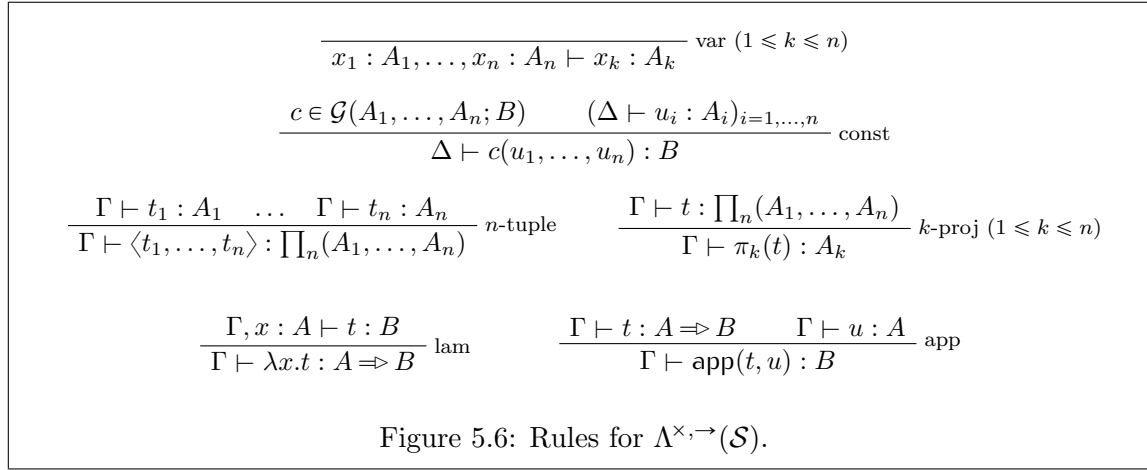 x₁ : A₁, . . . , xₙ : Aₙ ⊢ xₖ : Aₖ var (1 ⩽ k ⩽ n)
c ∈ 𝒢(A₁, . . . , Aₙ; B) (Δ ⊢ uᵢ : Aᵢ)ᵢ₌₁,...,ₙ
Δ ⊢ c(u₁, . . . , uₙ) : B const
Γ ⊢ t₁ : A₁ . . . Γ ⊢ tₙ : Aₙ
Γ ⊢ ⟨t₁, . . . , tₙ⟩ : ∏ₙ(A₁, . . . , Aₙ) n-tuple
Γ ⊢ t : ∏ₙ(A₁, . . . , Aₙ)
Γ ⊢ πₖ(t) : Aₖ k-proj (1 ⩽ k ⩽ n)
Γ, x : A ⊢ t : B
Γ ⊢ λx.t : A ⇒ B lam
Γ ⊢ t : A ⇒ B Γ ⊢ u : A
Γ ⊢ app(t, u) : B app
Figure 5.6: Rules for Λ^{×,→}(𝒮).